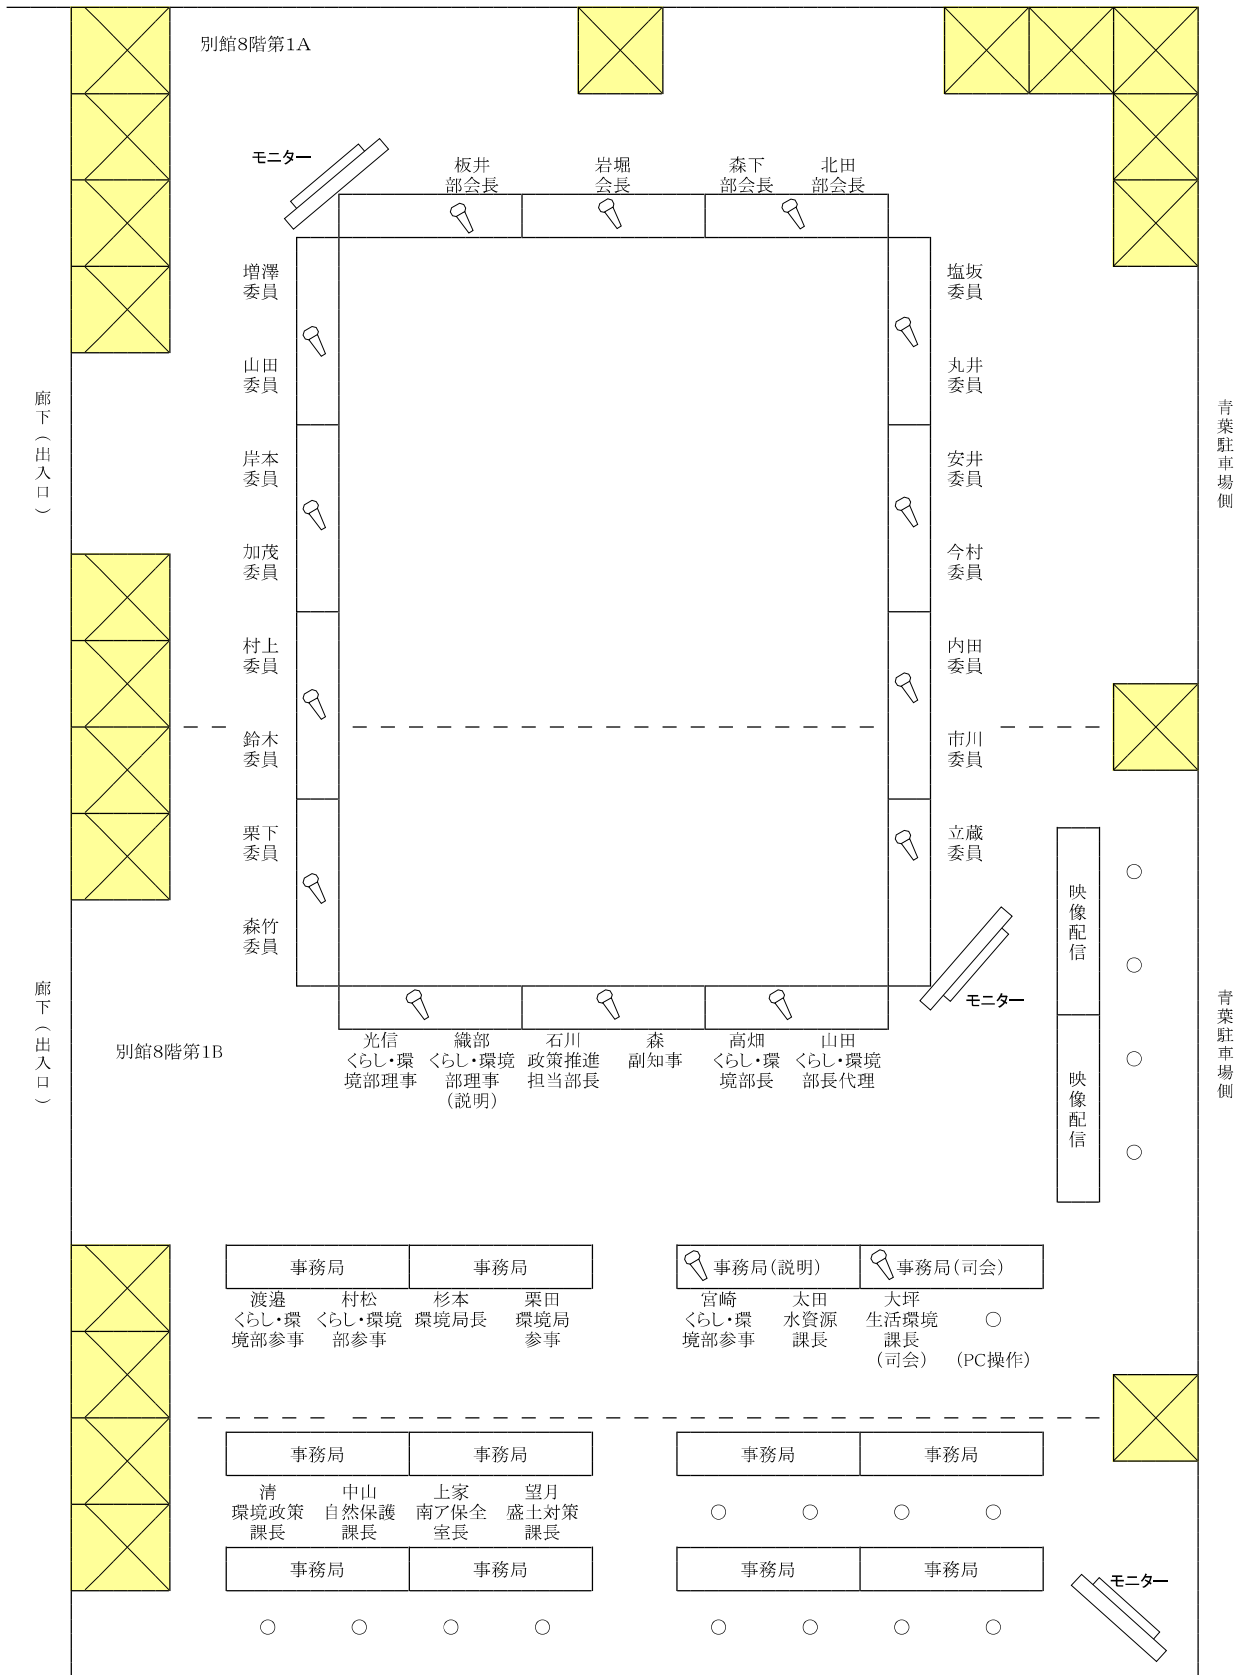 別館8階第1A
モニター
板井
部会長
岩堀
会長
森下
部会長
北田
部会長
増澤
委員
山田
委員
岸本
委員
加茂
委員
村上
委員
鈴木
委員
栗下
委員
森竹
委員
塩坂
委員
丸井
委員
安井
委員
今村
委員
内田
委員
市川
委員
立蔵
委員
廊下（出入口）
青葉駐車場側
映像配信
映像配信
モニター
廊下（出入口）
青葉駐車場側
別館8階第1B
光信
くらし・環
境部理事
織部
くらし・環境
部理事
（説明）
石川
政策推進
担当部長
森
副知事
高畑
くらし・環
境部長
山田
くらし・環境
部長代理
事務局
事務局
事務局（説明）
事務局（司会）
渡邉
くらし・環
境部参事
村松
くらし・環境
部参事
杉本
環境局長
栗田
環境局
参事
宮崎
くらし・環
境部参事
太田
水資源
課長
大坪
生活環境
課長
（司会）
○
（PC操作）
事務局
事務局
事務局
事務局
清
環境政策
課長
中山
自然保護
課長
上家
南ア保全
室長
望月
盛土対策
課長
○ ○ ○ ○
事務局
事務局
事務局
事務局
モニター
○ ○ ○ ○ ○ ○ ○ ○